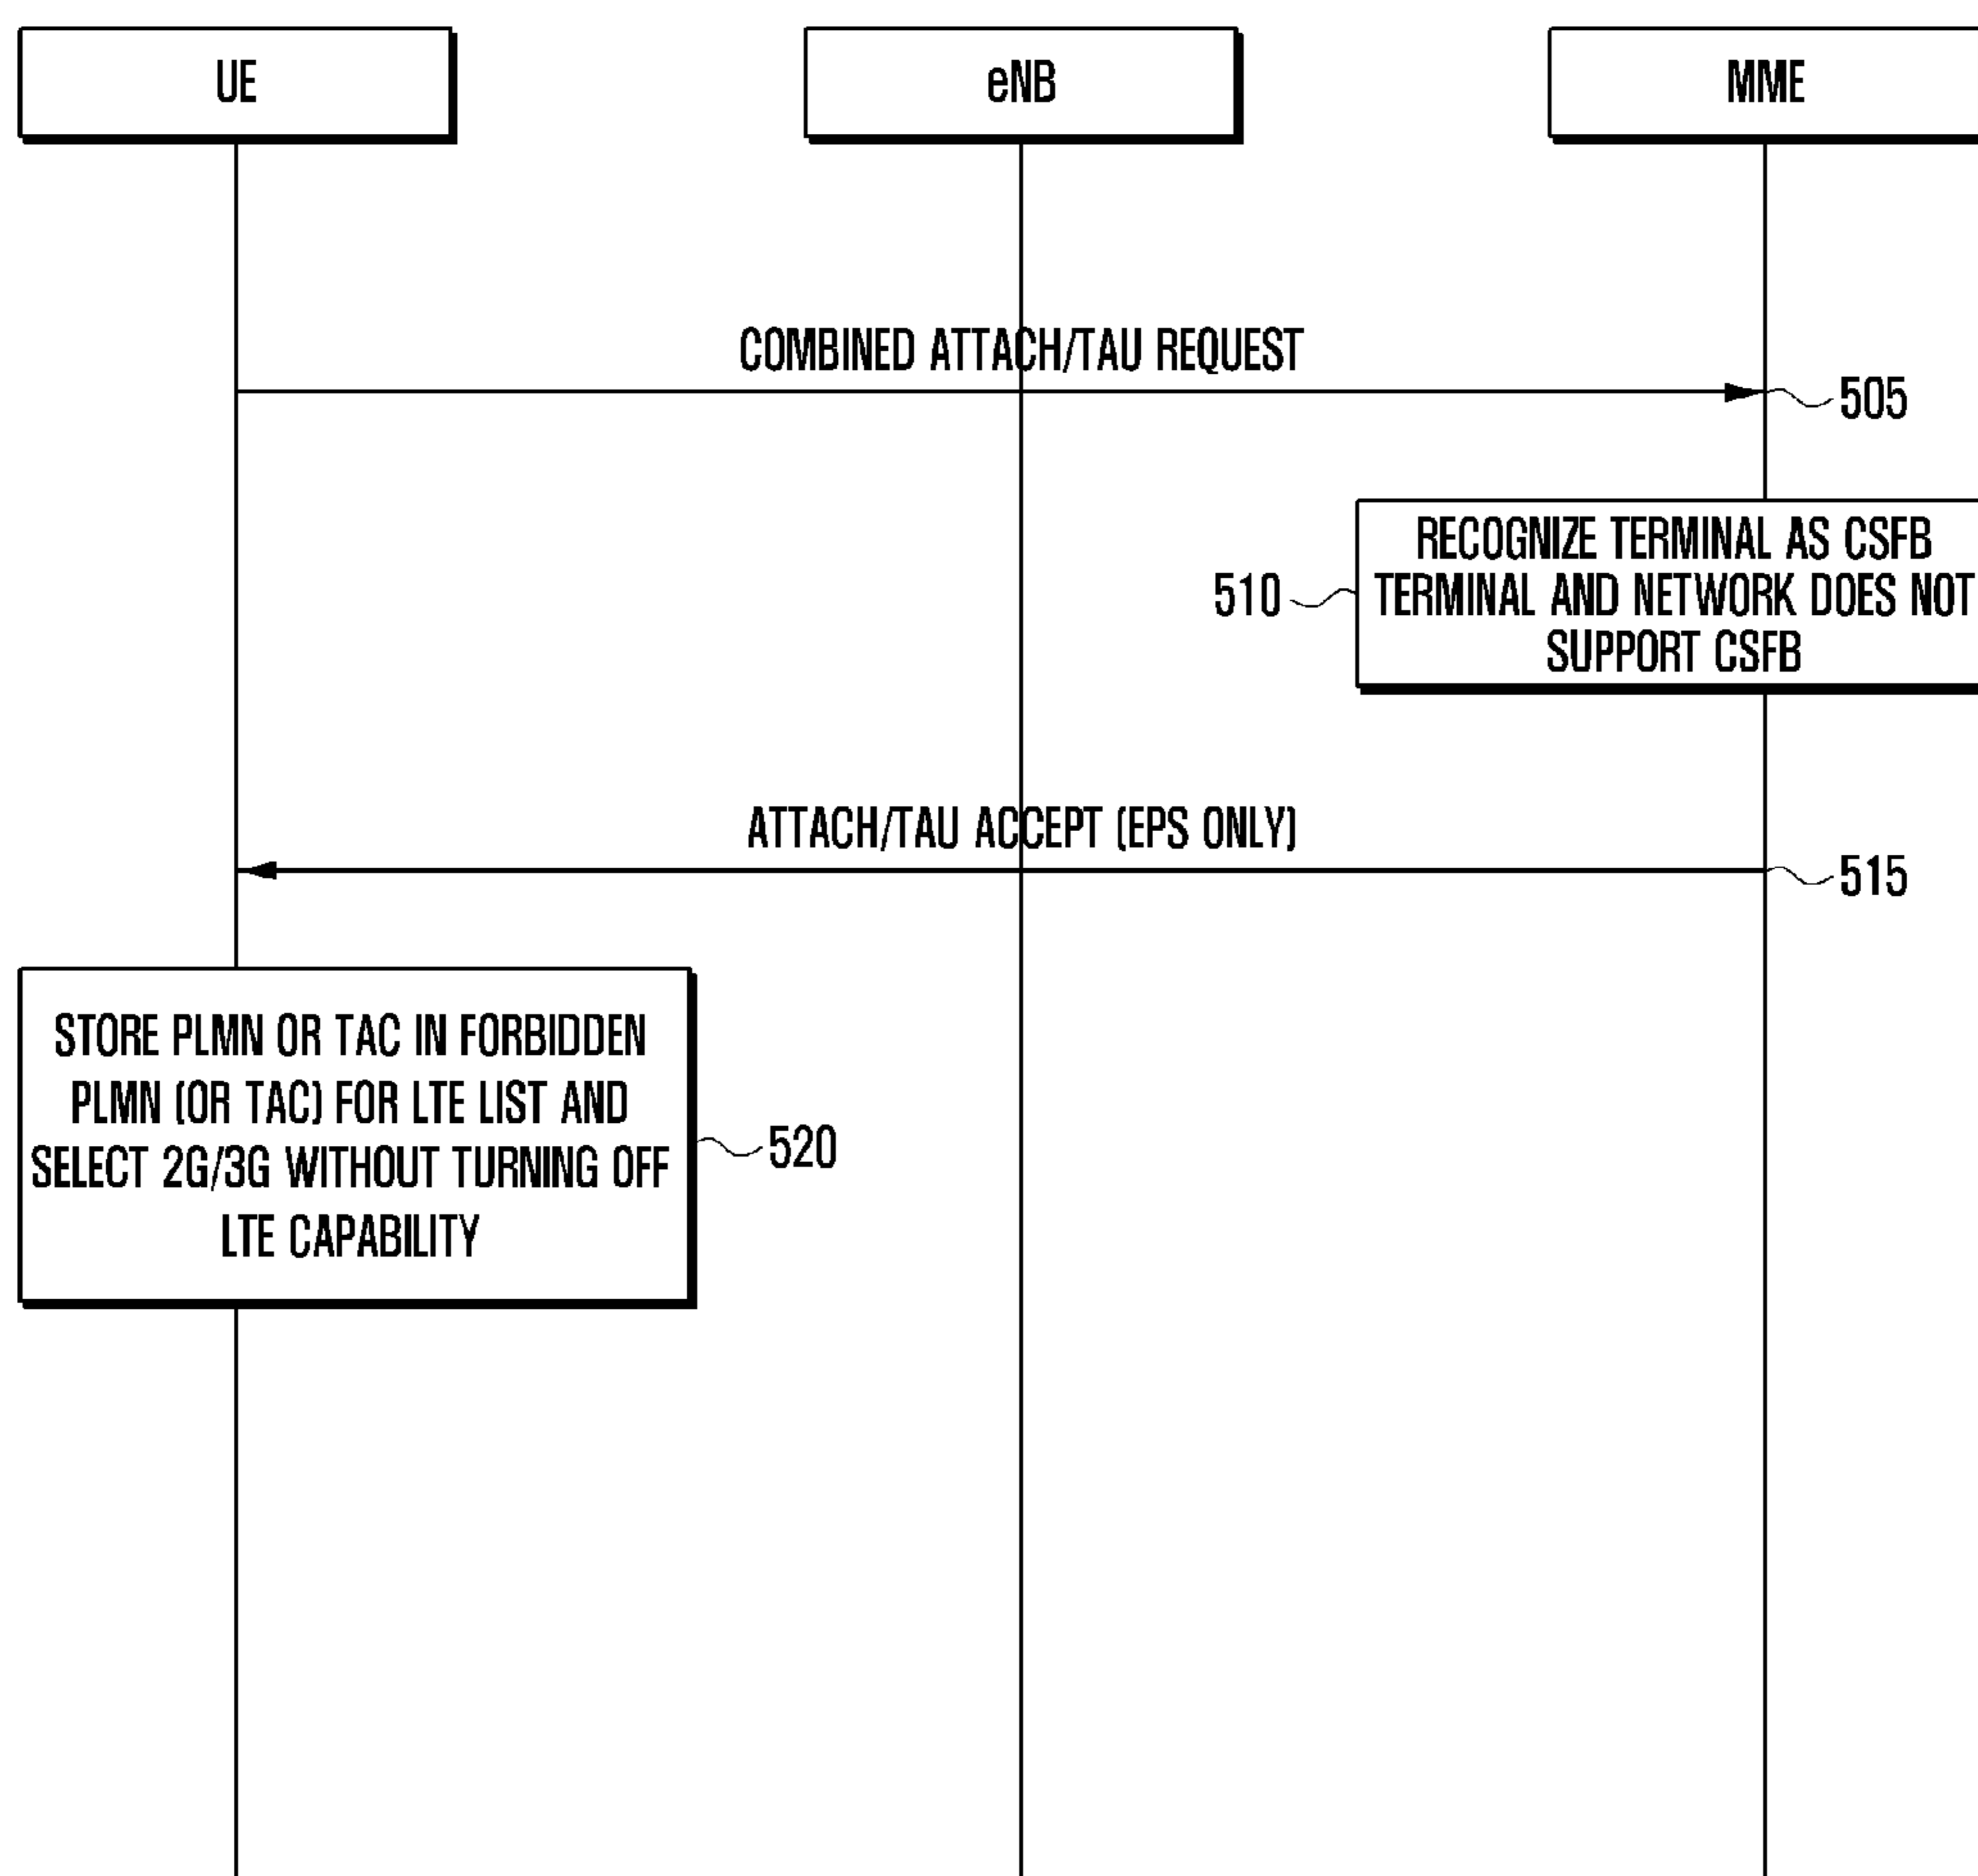 UE
eNB
MME
COMBINED ATTACH/TAU REQUEST
505
RECOGNIZE TERMINAL AS CSFB
TERMINAL AND NETWORK DOES NOT
SUPPORT CSFB
510
ATTACH/TAU ACCEPT (EPS ONLY)
515
STORE PLMN OR TAC IN FORBIDDEN
PLMN (OR TAC) FOR LTE LIST AND
SELECT 2G/3G WITHOUT TURNING OFF
LTE CAPABILITY
520